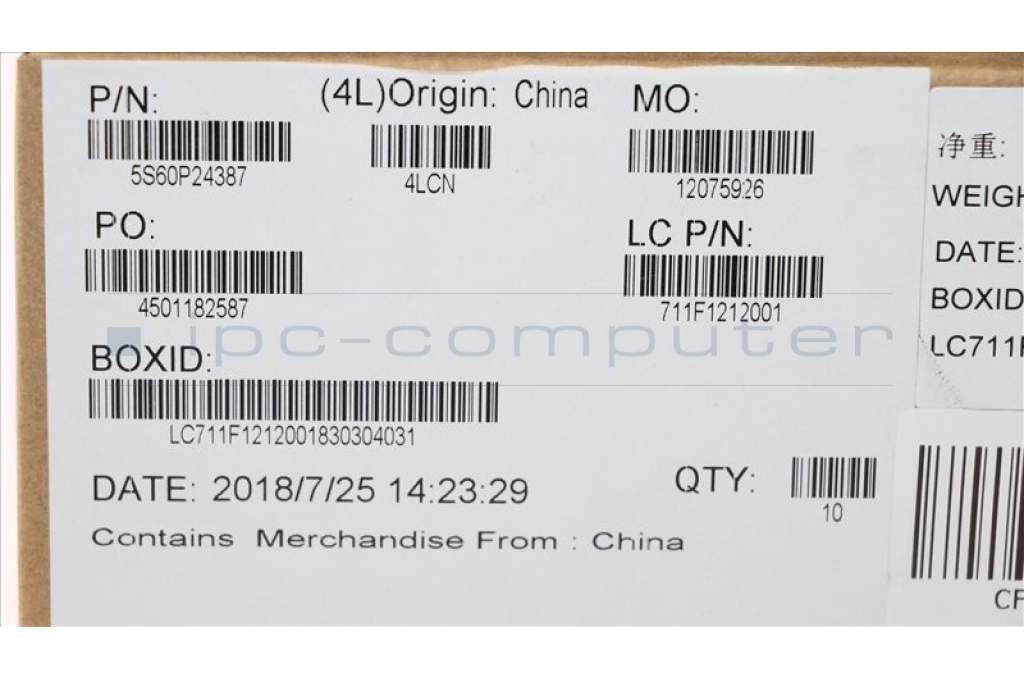 P/N: (4L)Origin: China MO:
5S60P24387 4LCN 12075926
PO: LC P/N:
4501182587 711F1212001
ipc-computer
BOXID:
LC711F1212001830304031
DATE: 2018/7/25 14:23:29 QTY:
10
Contains Merchandise From : China
净重:
WEIGH
DATE:
BOXID
LC711F
CF